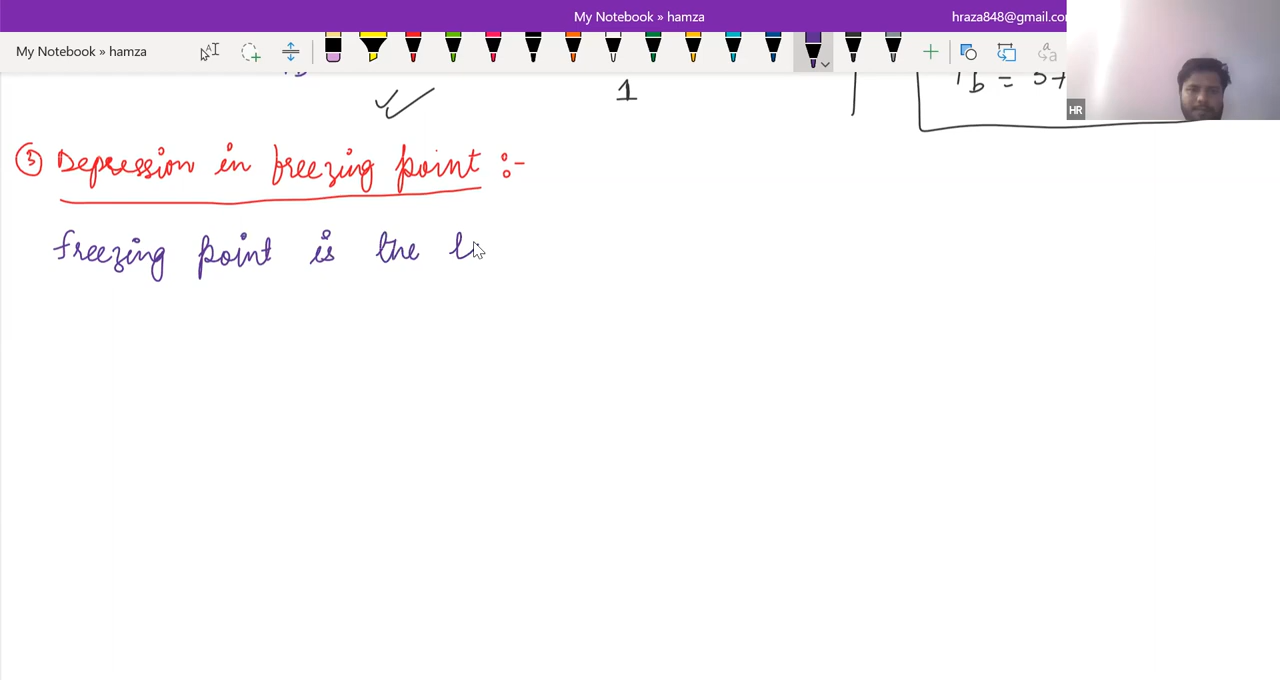 My Notebook » hamza
hraza848@gmail.co
My Notebook » hamza
HR
1
③ Depression in freezing point :-
freezing point is the